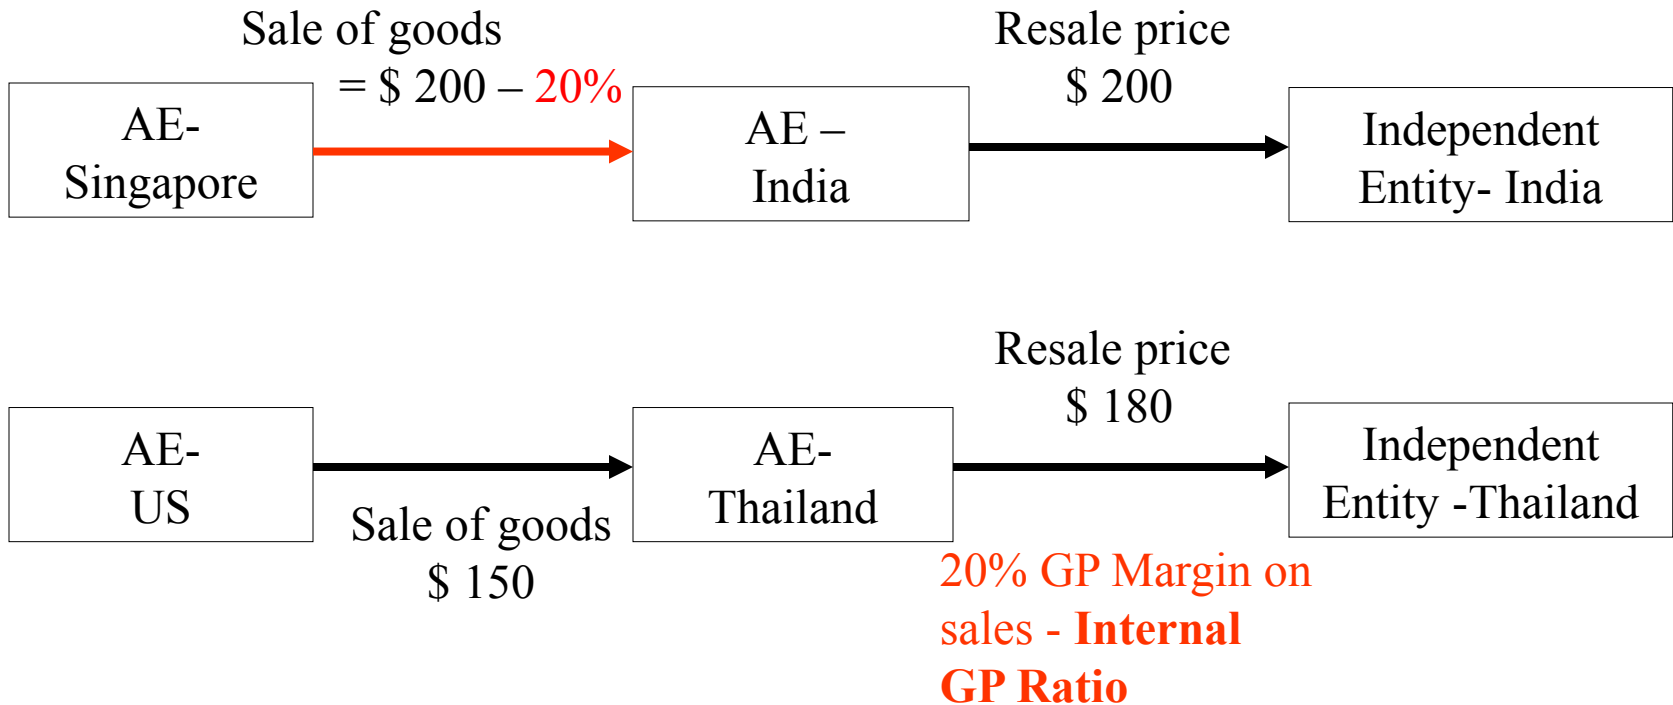 Sale of goods
= $ 200 – 20%
Resale price
$ 200
AE-
Singapore
AE –
India
Independent
Entity- India
Resale price
$ 180
AE-
US
Sale of goods
$ 150
AE-
Thailand
Independent
Entity -Thailand
20% GP Margin on
sales - Internal
GP Ratio